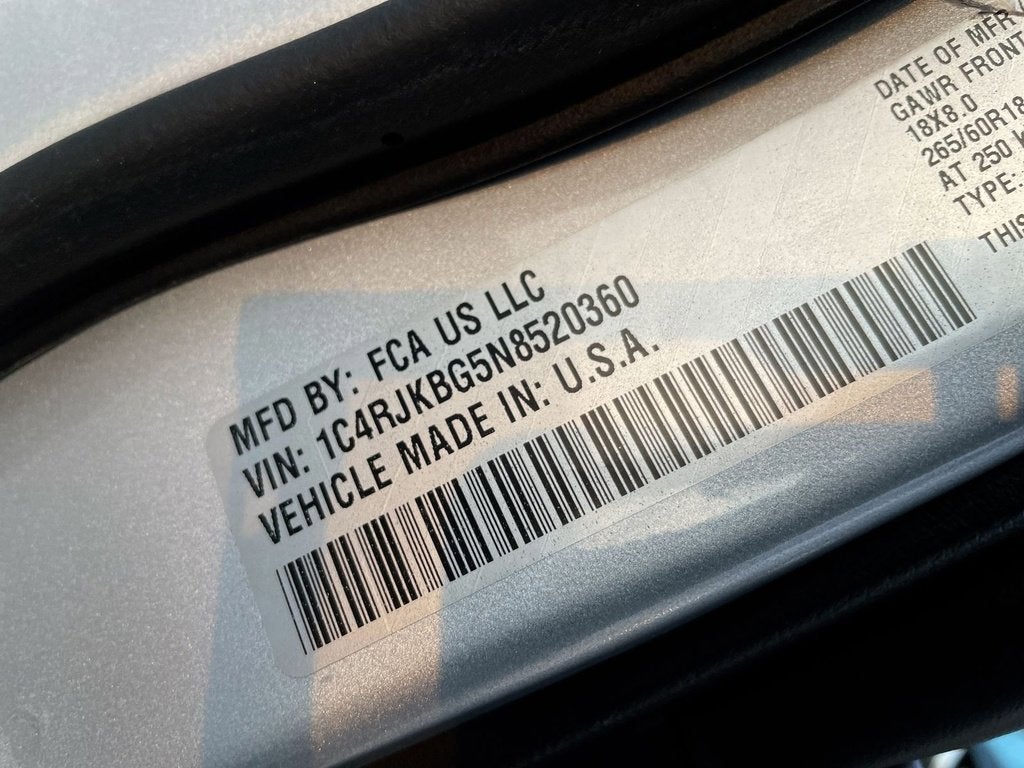 MFD BY: FCA US LLC
VIN: 1C4RJKBG5N8520360
VEHICLE MADE IN: U.S.A.
DATE OF MFR
GAWR FRONT
18X8.0
265/60R18
AT 250
TYPE:
THIS